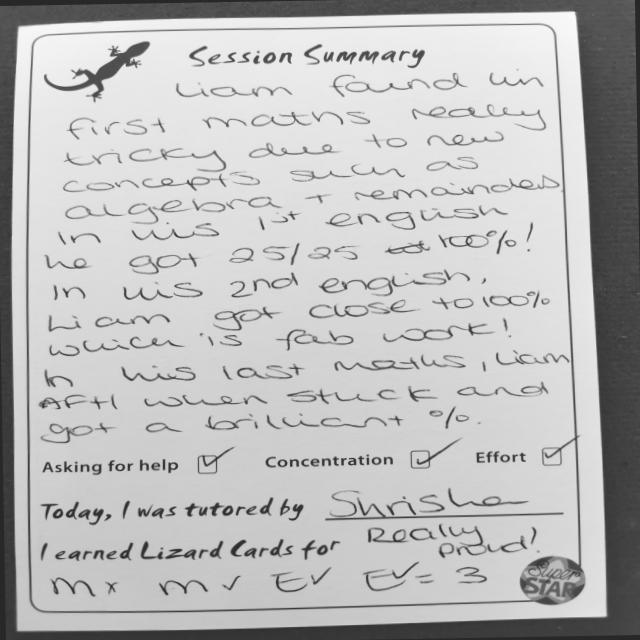 Session Summary
Liam found his
first maths really
tricky due to new
concepts such as
algebra + remainders.
In his 1st english
he got 25/25 100%!
In his 2nd english,
Liam got close to 100%
which is fab work!
In his last maths, Liam
AFH when stuck and
got a brilliant %.
Asking for help ☑ Concentration ☑ Effort ☑
Today, I was tutored by Shrisha
I earned Lizard Cards for Really
proud!
M x M ✓ E ✓ E ✓ = 3
Super
STAR